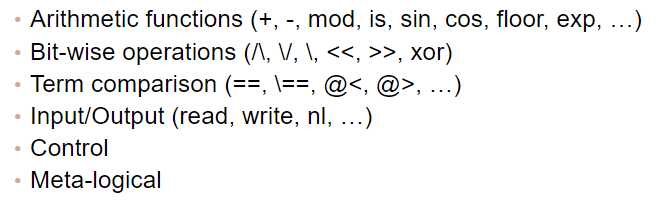 • Arithmetic functions (+, -, mod, is, sin, cos, floor, exp, …)
• Bit-wise operations (/\, \/, \, <<, >>, xor)
• Term comparison (==, \==, @<, @>, …)
• Input/Output (read, write, nl, …)
• Control
• Meta-logical